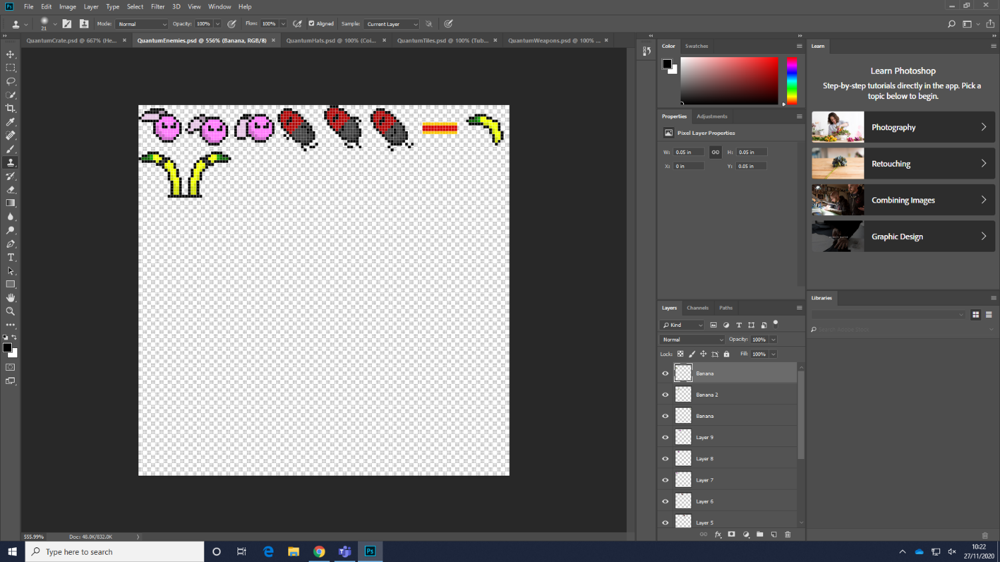 Ps File Edit Image Layer Type Select Filter 3D View Window Help
21 Mode: Normal Opacity: 100% Flow: 100% Aligned Sample: Current Layer
QuantumCrate.psd @ 667% (He... × QuantumEnemies.psd @ 556% (Banana, RGB/8) × QuantumHats.psd @ 100% (Coi... × QuantumTiles.psd @ 100% (Tub... × QuantumWeapons.psd @ 100% ... ×
Color Swatches
Learn
Learn Photoshop
Step-by-step tutorials directly in the app. Pick a
topic below to begin.
Photography
Retouching
Combining Images
Graphic Design
Properties Adjustments
Pixel Layer Properties
W: 0.05 in H: 0.05 in
X: 0 in Y: 0.05 in
Layers Channels Paths
Kind
Normal Opacity: 100%
Lock: Fill: 100%
Banana
Banana 2
Banana
Layer 9
Layer 8
Layer 7
Layer 6
Layer 5
Libraries
Search Adobe Stock
555.99% Doc: 48.0K/832.0K
Type here to search
Ps
10:22
27/11/2020